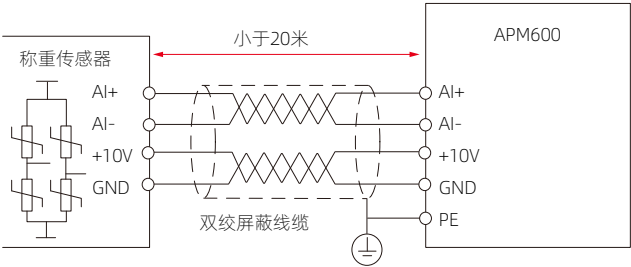 小于20米
APM600
称重传感器
AI+
AI-
+10V
GND
AI+
AI-
+10V
GND
PE
双绞屏蔽线缆